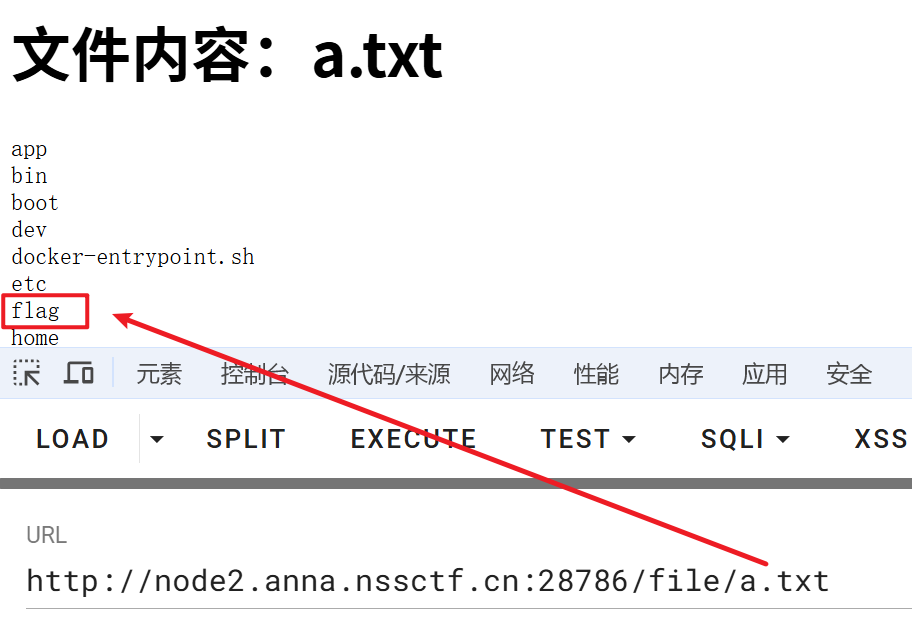 文件内容：a.txt
app
bin
boot
dev
docker-entrypoint.sh
etc
flag
home
元素 控制台 源代码/来源 网络 性能 内存 应用 安全
LOAD SPLIT EXECUTE TEST SQLI XSS
URL
http://node2.anna.nssctf.cn:28786/file/a.txt